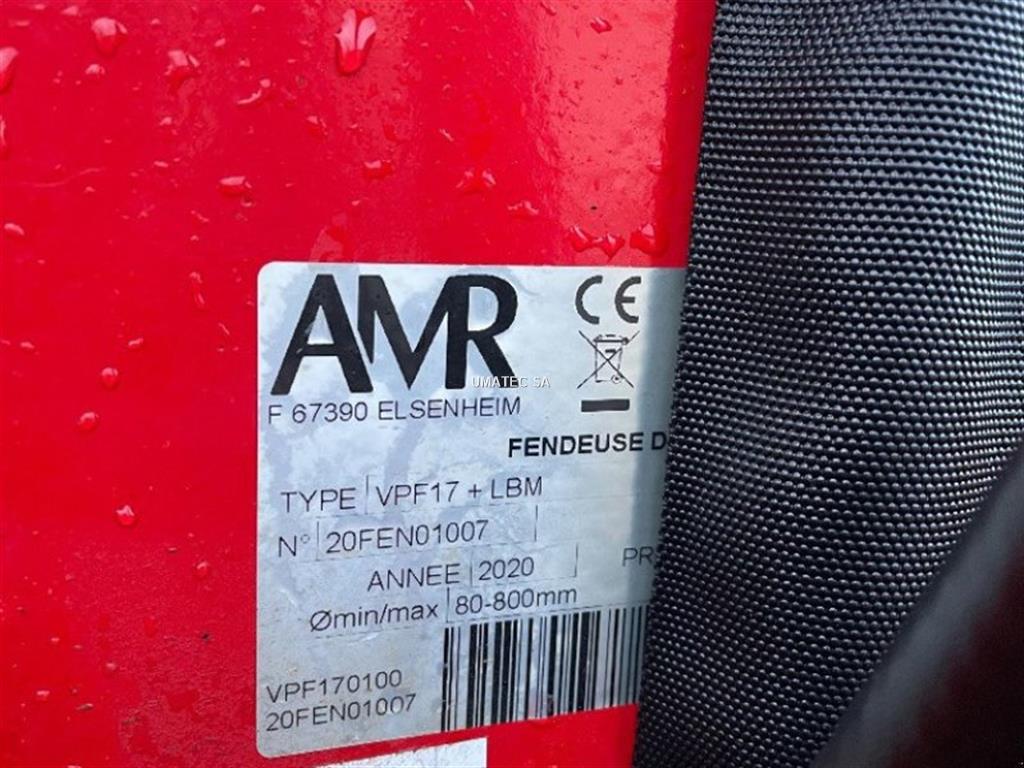 AMR
CE
UMATEC SA
F 67390 ELSENHEIM
FENDEUSE D
TYPE VPF17 + LBM
N° 20FEN01007
ANNEE 2020
PR
Ømin/max 80-800mm
VPF170100
20FEN01007